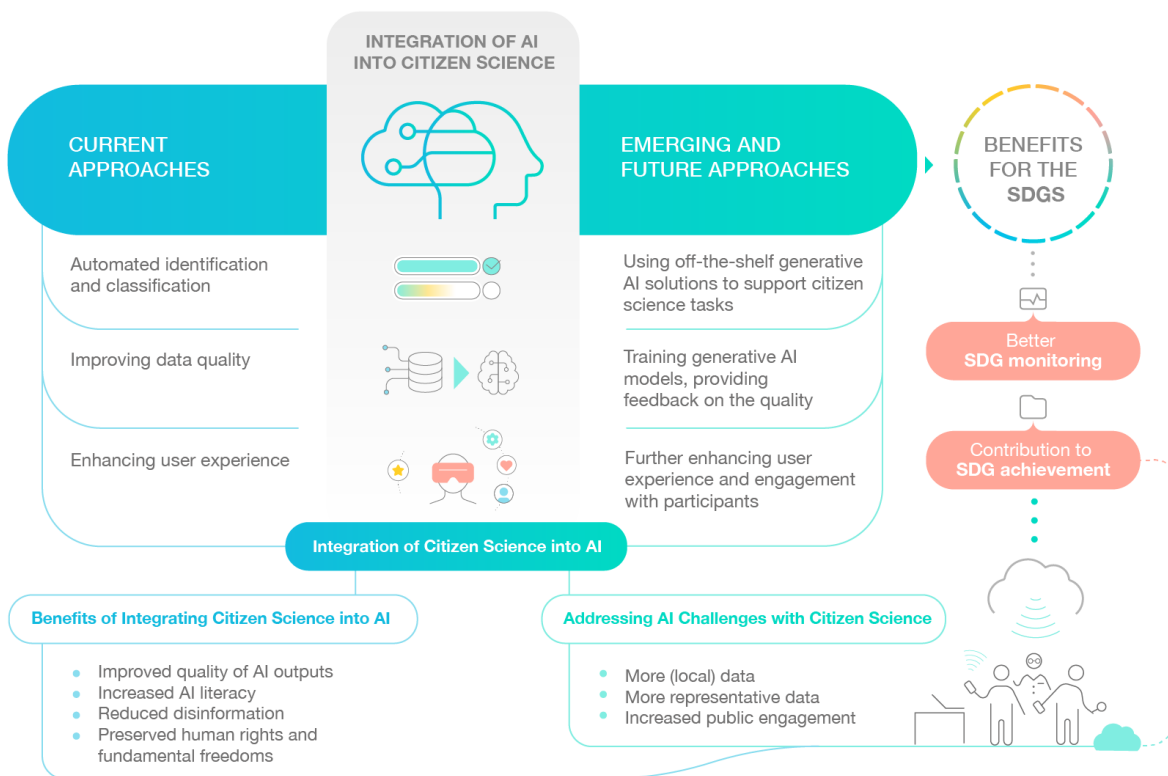 INTEGRATION OF AI
INTO CITIZEN SCIENCE
CURRENT
APPROACHES
EMERGING AND
FUTURE APPROACHES
BENEFITS
FOR THE
SDGS
Automated identification
and classification
Using off-the-shelf generative
AI solutions to support citizen
science tasks
Better
SDG monitoring
Improving data quality
Training generative AI
models, providing
feedback on the quality
Contribution to
SDG achievement
Enhancing user experience
Further enhancing user
experience and engagement
with participants
Integration of Citizen Science into AI
Benefits of Integrating Citizen Science into AI
Improved quality of AI outputs
Increased AI literacy
Reduced disinformation
Preserved human rights and
fundamental freedoms
Addressing AI Challenges with Citizen Science
More (local) data
More representative data
Increased public engagement